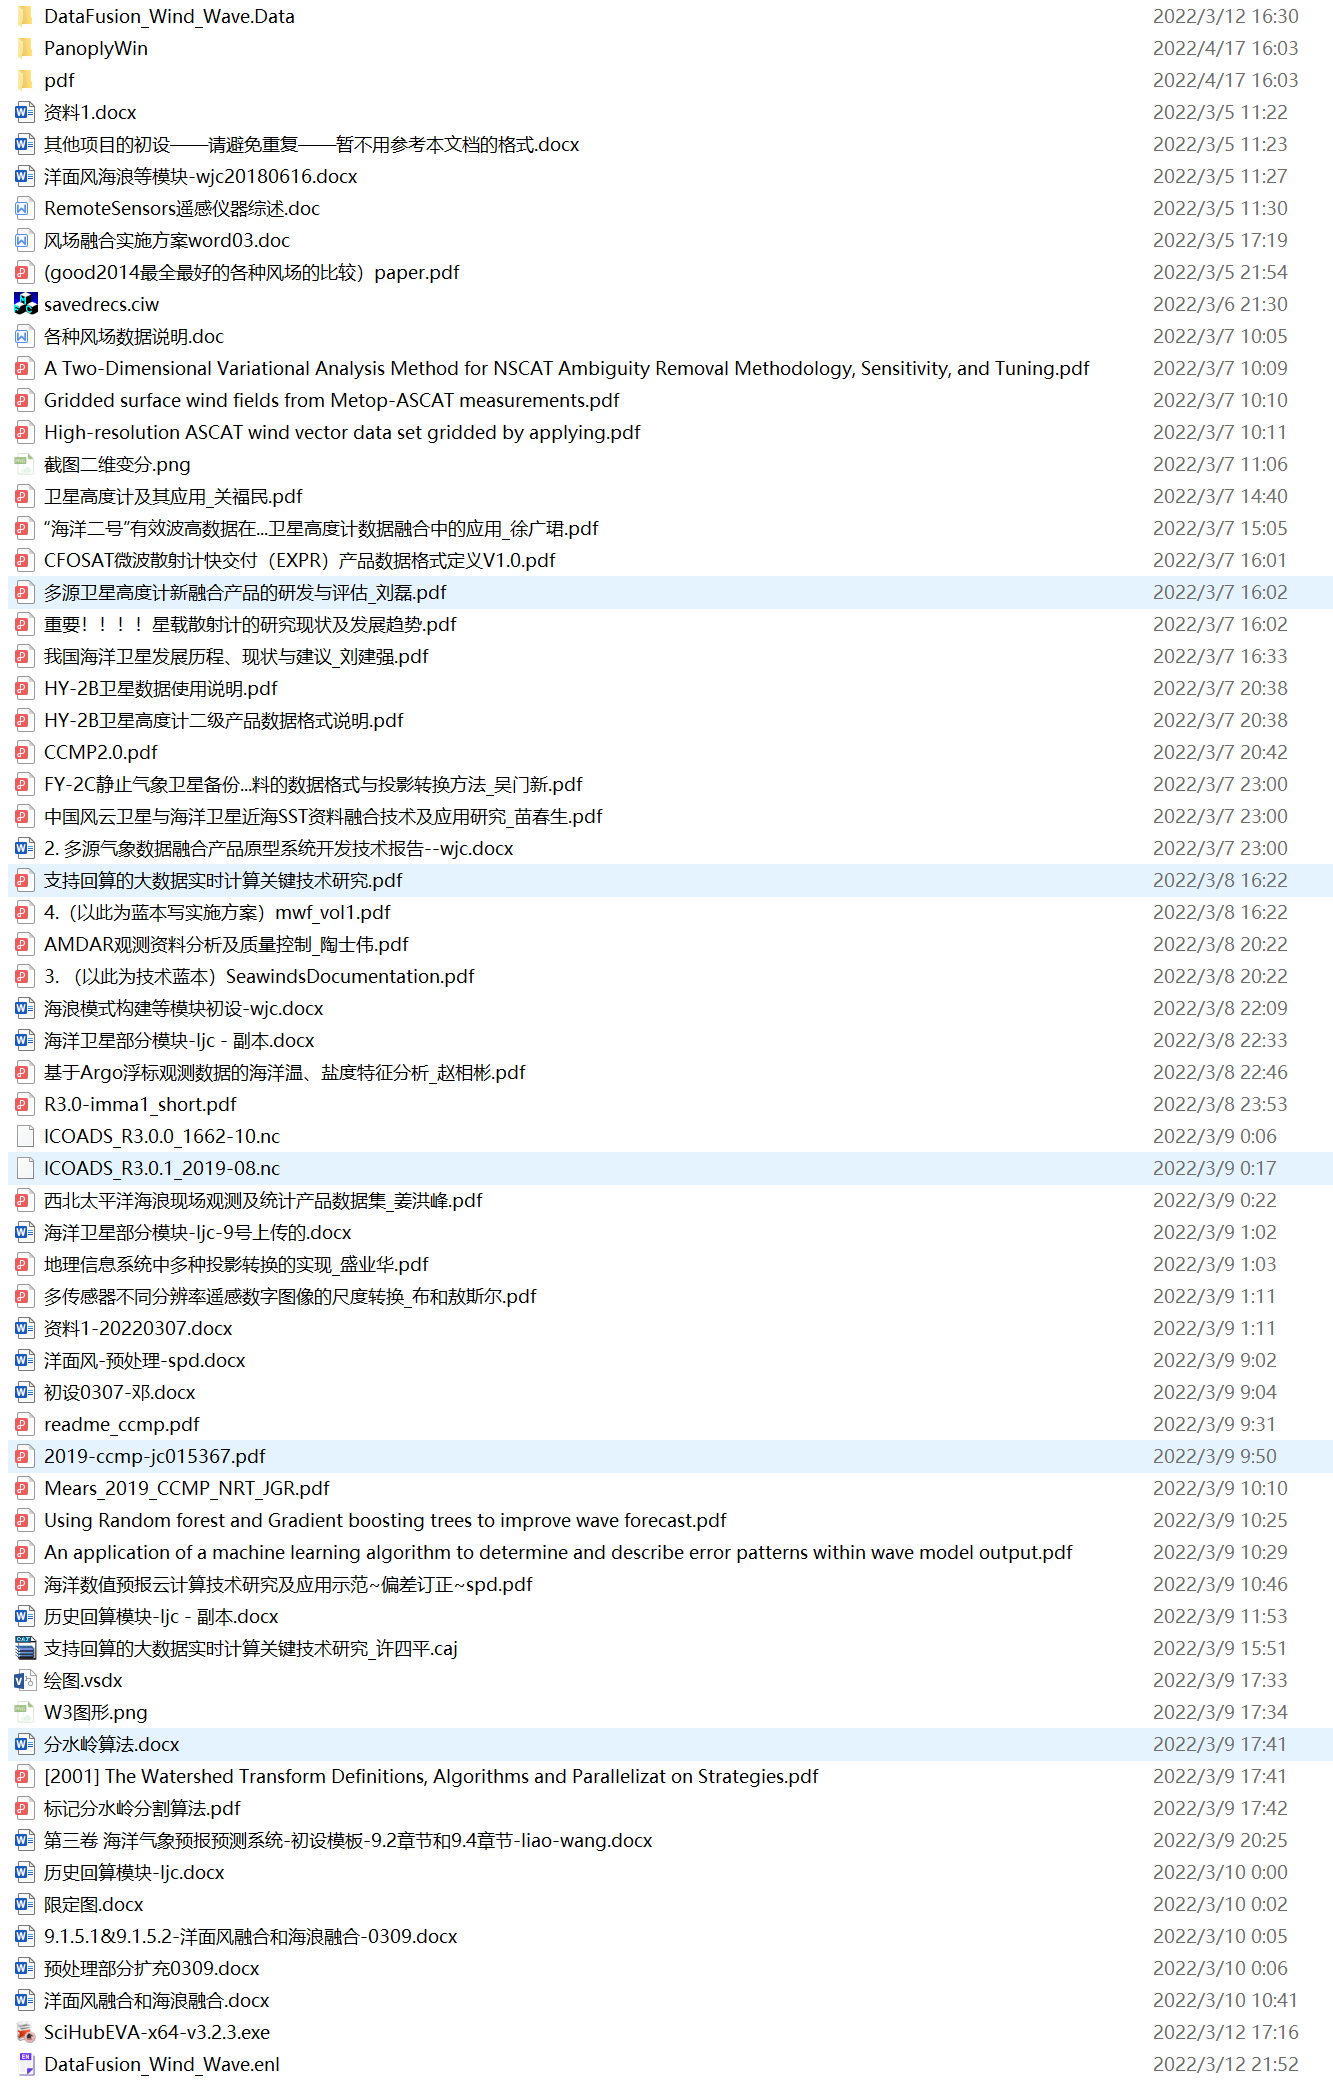 DataFusion_Wind_Wave.Data 2022/3/12 16:30
PanoplyWin 2022/4/17 16:03
pdf 2022/4/17 16:03
资料1.docx 2022/3/5 11:22
其他项目的初设——请避免重复——暂不用参考本文档的格式.docx 2022/3/5 11:23
洋面风海浪等模块-wjc20180616.docx 2022/3/5 11:27
RemoteSensors遥感仪器综述.doc 2022/3/5 11:30
风场融合实施方案word03.doc 2022/3/5 17:19
(good2014最全最好的各种风场的比较）paper.pdf 2022/3/5 21:54
savedrecs.ciw 2022/3/6 21:30
各种风场数据说明.doc 2022/3/7 10:05
A Two-Dimensional Variational Analysis Method for NSCAT Ambiguity Removal Methodology, Sensitivity, and Tuning.pdf 2022/3/7 10:09
Gridded surface wind fields from Metop-ASCAT measurements.pdf 2022/3/7 10:10
High-resolution ASCAT wind vector data set gridded by applying.pdf 2022/3/7 10:11
截图二维变分.png 2022/3/7 11:06
卫星高度计及其应用_关福民.pdf 2022/3/7 14:40
“海洋二号”有效波高数据在...卫星高度计数据融合中的应用_徐广珺.pdf 2022/3/7 15:05
CFOSAT微波散射计快交付（EXPR）产品数据格式定义V1.0.pdf 2022/3/7 16:01
多源卫星高度计新融合产品的研发与评估_刘磊.pdf 2022/3/7 16:02
重要！！！！星载散射计的研究现状及发展趋势.pdf 2022/3/7 16:02
我国海洋卫星发展历程、现状与建议_刘建强.pdf 2022/3/7 16:33
HY-2B卫星数据使用说明.pdf 2022/3/7 20:38
HY-2B卫星高度计二级产品数据格式说明.pdf 2022/3/7 20:38
CCMP2.0.pdf 2022/3/7 20:42
FY-2C静止气象卫星备份...料的数据格式与投影转换方法_吴门新.pdf 2022/3/7 23:00
中国风云卫星与海洋卫星近海SST资料融合技术及应用研究_苗春生.pdf 2022/3/7 23:00
2. 多源气象数据融合产品原型系统开发技术报告--wjc.docx 2022/3/7 23:00
支持回算的大数据实时计算关键技术研究.pdf 2022/3/8 16:22
4.（以此为蓝本写实施方案）mwf_vol1.pdf 2022/3/8 16:22
AMDAR观测资料分析及质量控制_陶士伟.pdf 2022/3/8 20:22
3. （以此为技术蓝本）SeawindsDocumentation.pdf 2022/3/8 20:22
海浪模式构建等模块初设-wjc.docx 2022/3/8 22:09
海洋卫星部分模块-ljc - 副本.docx 2022/3/8 22:33
基于Argo浮标观测数据的海洋温、盐度特征分析_赵相彬.pdf 2022/3/8 22:46
R3.0-imma1_short.pdf 2022/3/8 23:53
ICOADS_R3.0.0_1662-10.nc 2022/3/9 0:06
ICOADS_R3.0.1_2019-08.nc 2022/3/9 0:17
西北太平洋海浪现场观测及统计产品数据集_姜洪峰.pdf 2022/3/9 0:22
海洋卫星部分模块-ljc-9号上传的.docx 2022/3/9 1:02
地理信息系统中多种投影转换的实现_盛业华.pdf 2022/3/9 1:03
多传感器不同分辨率遥感数字图像的尺度转换_布和敖斯尔.pdf 2022/3/9 1:11
资料1-20220307.docx 2022/3/9 1:11
洋面风-预处理-spd.docx 2022/3/9 9:02
初设0307-邓.docx 2022/3/9 9:04
readme_ccmp.pdf 2022/3/9 9:31
2019-ccmp-jc015367.pdf 2022/3/9 9:50
Mears_2019_CCMP_NRT_JGR.pdf 2022/3/9 10:10
Using Random forest and Gradient boosting trees to improve wave forecast.pdf 2022/3/9 10:25
An application of a machine learning algorithm to determine and describe error patterns within wave model output.pdf 2022/3/9 10:29
海洋数值预报云计算技术研究及应用示范~偏差订正~spd.pdf 2022/3/9 10:46
历史回算模块-ljc - 副本.docx 2022/3/9 11:53
支持回算的大数据实时计算关键技术研究_许四平.caj 2022/3/9 15:51
绘图.vsdx 2022/3/9 17:33
W3图形.png 2022/3/9 17:34
分水岭算法.docx 2022/3/9 17:41
[2001] The Watershed Transform Definitions, Algorithms and Parallelizat on Strategies.pdf 2022/3/9 17:41
标记分水岭分割算法.pdf 2022/3/9 17:42
第三卷 海洋气象预报预测系统-初设模板-9.2章节和9.4章节-liao-wang.docx 2022/3/9 20:25
历史回算模块-ljc.docx 2022/3/10 0:00
限定图.docx 2022/3/10 0:02
9.1.5.1&9.1.5.2-洋面风融合和海浪融合-0309.docx 2022/3/10 0:05
预处理部分扩充0309.docx 2022/3/10 0:06
洋面风融合和海浪融合.docx 2022/3/10 10:41
SciHubEVA-x64-v3.2.3.exe 2022/3/12 17:16
DataFusion_Wind_Wave.enl 2022/3/12 21:52